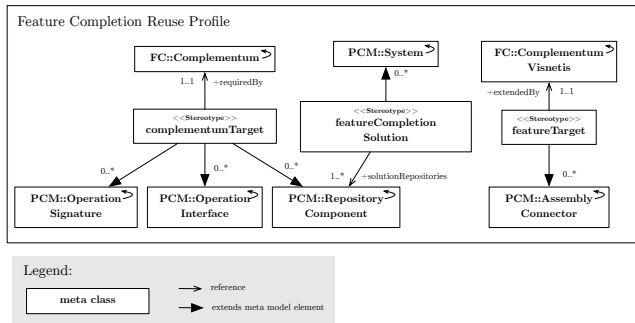 Feature Completion Reuse Profile
FC::Complementum
PCM::System
FC::Complementum
Visnetis
1..1
+requiredBy
0..*
+extendedBy
1..1
<<Stereotype>>
complementumTarget
<<Stereotype>>
featureCompletion
Solution
<<Stereotype>>
featureTarget
0..*
0..*
0..*
1..*
+solutionRepositories
0..*
PCM::Operation
Signature
PCM::Operation
Interface
PCM::Repository
Component
PCM::Assembly
Connector
Legend:
meta class
reference
extends meta model element